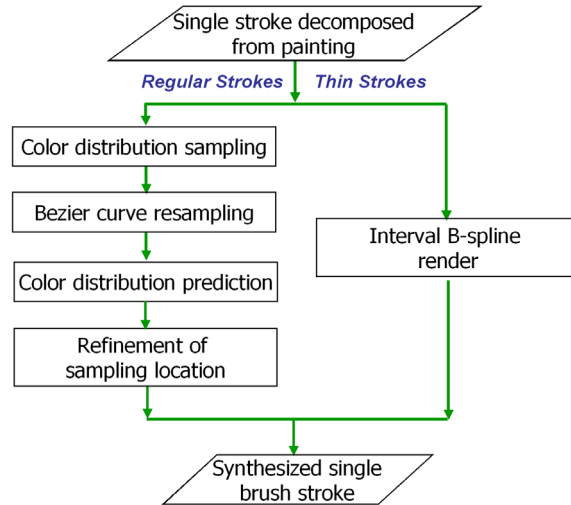 Single stroke decomposed
from painting
Regular Strokes
Thin Strokes
Color distribution sampling
Bezier curve resampling
Color distribution prediction
Refinement of
sampling location
Interval B-spline
render
Synthesized single
brush stroke